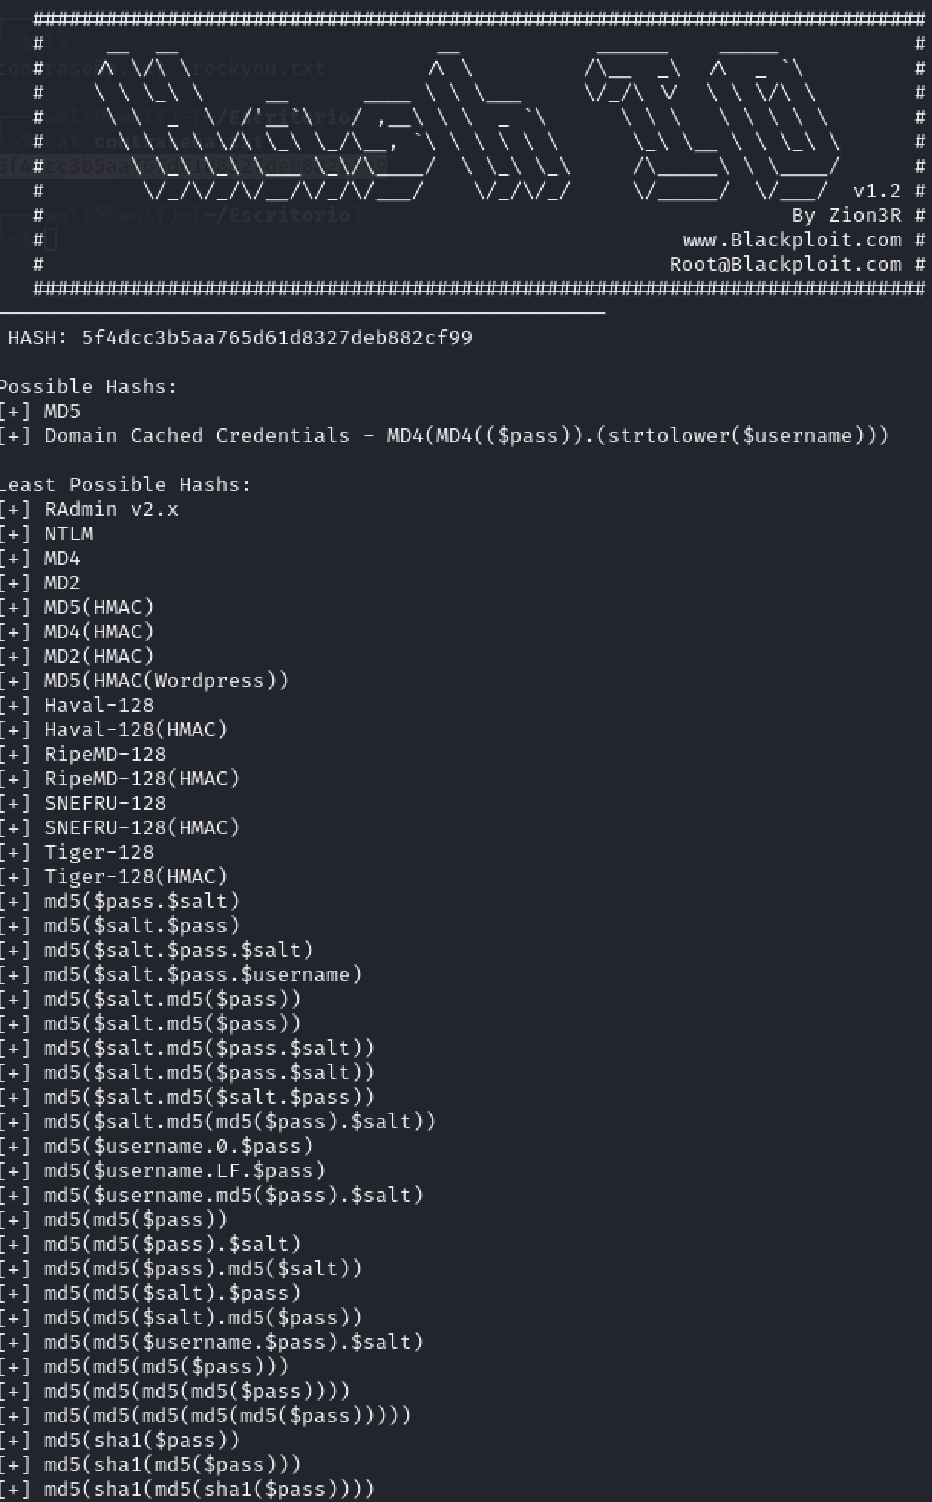 #########################################################################
v1.2 #
By Zion3R #
www.Blackploit.com #
Root@Blackploit.com #
#########################################################################
HASH: 5f4dcc3b5aa765d61d8327deb882cf99
Possible Hashs:
[+] MD5
[+] Domain Cached Credentials - MD4(MD4(($pass)).(strtolower($username)))
Least Possible Hashs:
[+] RAdmin v2.x
[+] NTLM
[+] MD4
[+] MD2
[+] MD5(HMAC)
[+] MD4(HMAC)
[+] MD2(HMAC)
[+] MD5(HMAC(Wordpress))
[+] Haval-128
[+] Haval-128(HMAC)
[+] RipeMD-128
[+] RipeMD-128(HMAC)
[+] SNEFRU-128
[+] SNEFRU-128(HMAC)
[+] Tiger-128
[+] Tiger-128(HMAC)
[+] md5($pass.$salt)
[+] md5($salt.$pass)
[+] md5($salt.$pass.$salt)
[+] md5($salt.$pass.$username)
[+] md5($salt.md5($pass))
[+] md5($salt.md5($pass))
[+] md5($salt.md5($pass.$salt))
[+] md5($salt.md5($pass.$salt))
[+] md5($salt.md5($salt.$pass))
[+] md5($salt.md5(md5($pass).$salt))
[+] md5($username.0.$pass)
[+] md5($username.LF.$pass)
[+] md5($username.md5($pass).$salt)
[+] md5(md5($pass))
[+] md5(md5($pass).$salt)
[+] md5(md5($pass).md5($salt))
[+] md5(md5($salt).$pass)
[+] md5(md5($salt).md5($pass))
[+] md5(md5($username.$pass).$salt)
[+] md5(md5(md5($pass)))
[+] md5(md5(md5(md5($pass))))
[+] md5(md5(md5(md5(md5($pass)))))
[+] md5(sha1($pass))
[+] md5(sha1(md5($pass)))
[+] md5(sha1(md5(sha1($pass))))